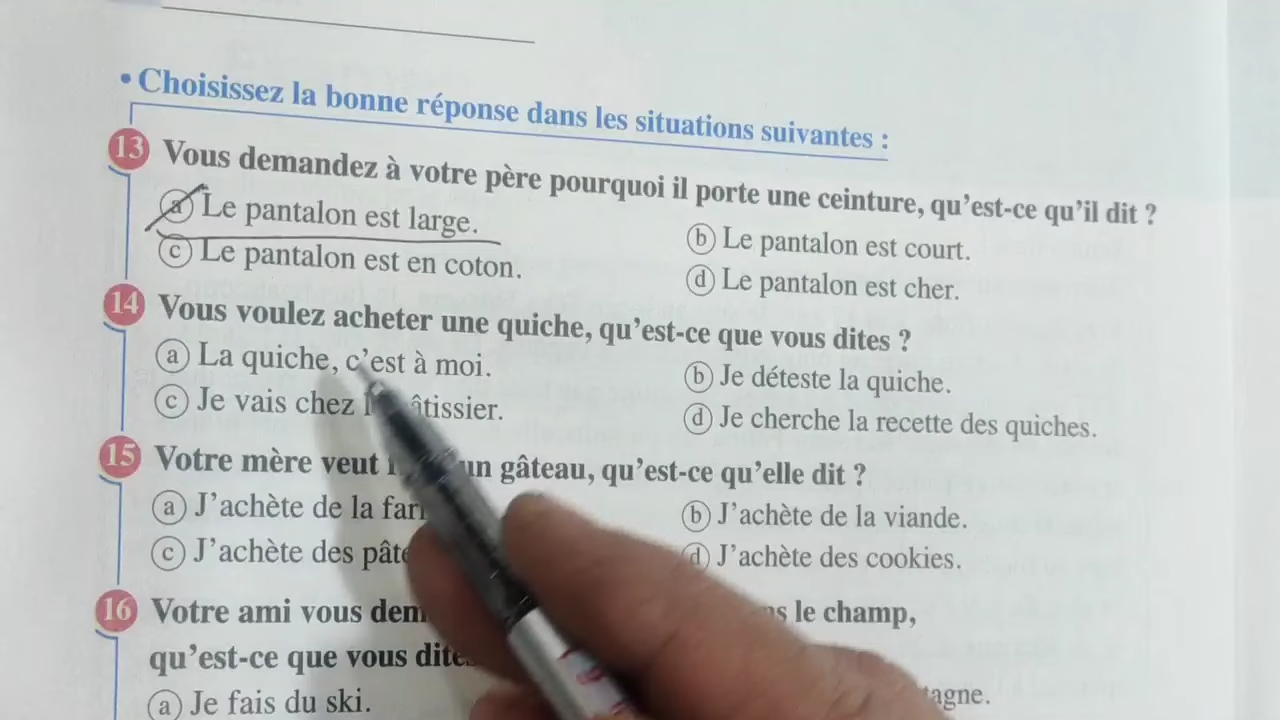 • Choisissez la bonne réponse dans les situations suivantes :
13 Vous demandez à votre père pourquoi il porte une ceinture, qu'est-ce qu'il dit ?
a Le pantalon est large.
b Le pantalon est court.
c Le pantalon est en coton.
d Le pantalon est cher.
14 Vous voulez acheter une quiche, qu'est-ce que vous dites ?
a La quiche, c'est à moi.
b Je déteste la quiche.
c Je vais chez
d Je cherche la recette des quiches.
15 Votre mère veut un gâteau, qu'est-ce qu'elle dit ?
a J'achète de la
b J'achète de la viande.
c J'achète des
d J'achète des cookies.
16 Votre ami vous le champ,
qu'est-ce que vous
a Je fais du ski.